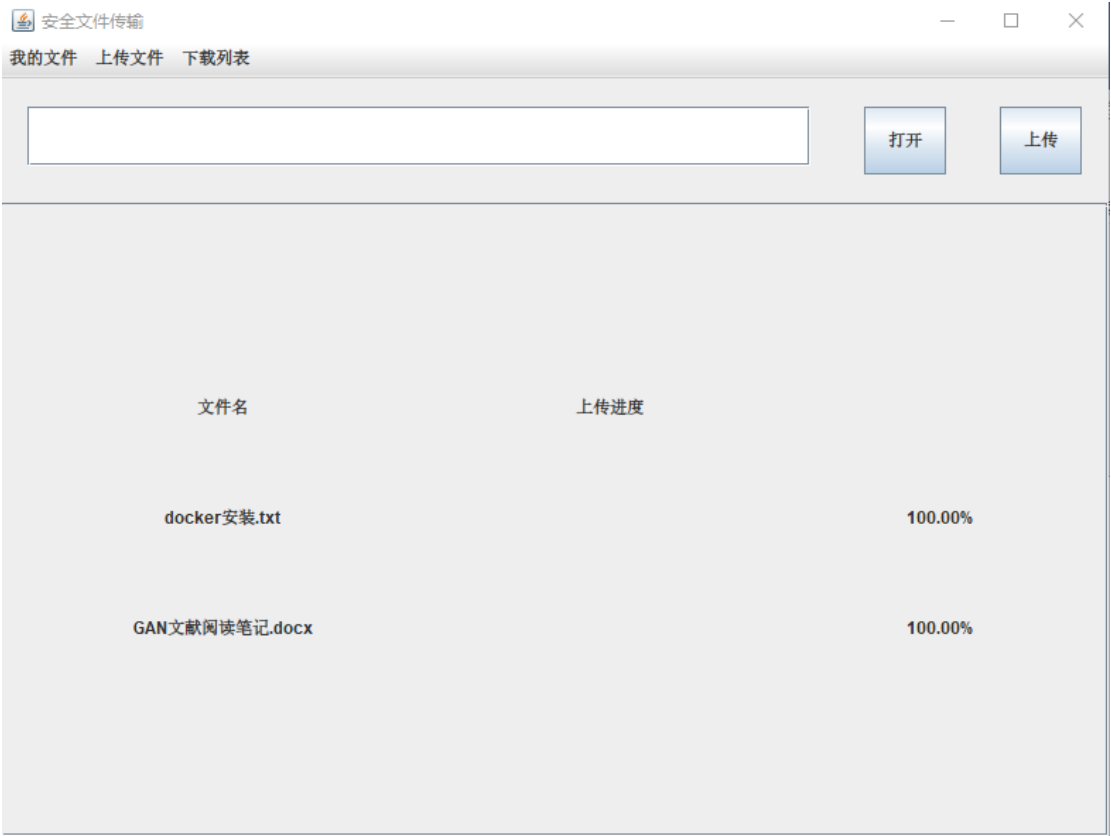 安全文件传输
我的文件 上传文件 下载列表
打开 上传
文件名 上传进度
docker安装.txt 100.00%
GAN文献阅读笔记.docx 100.00%